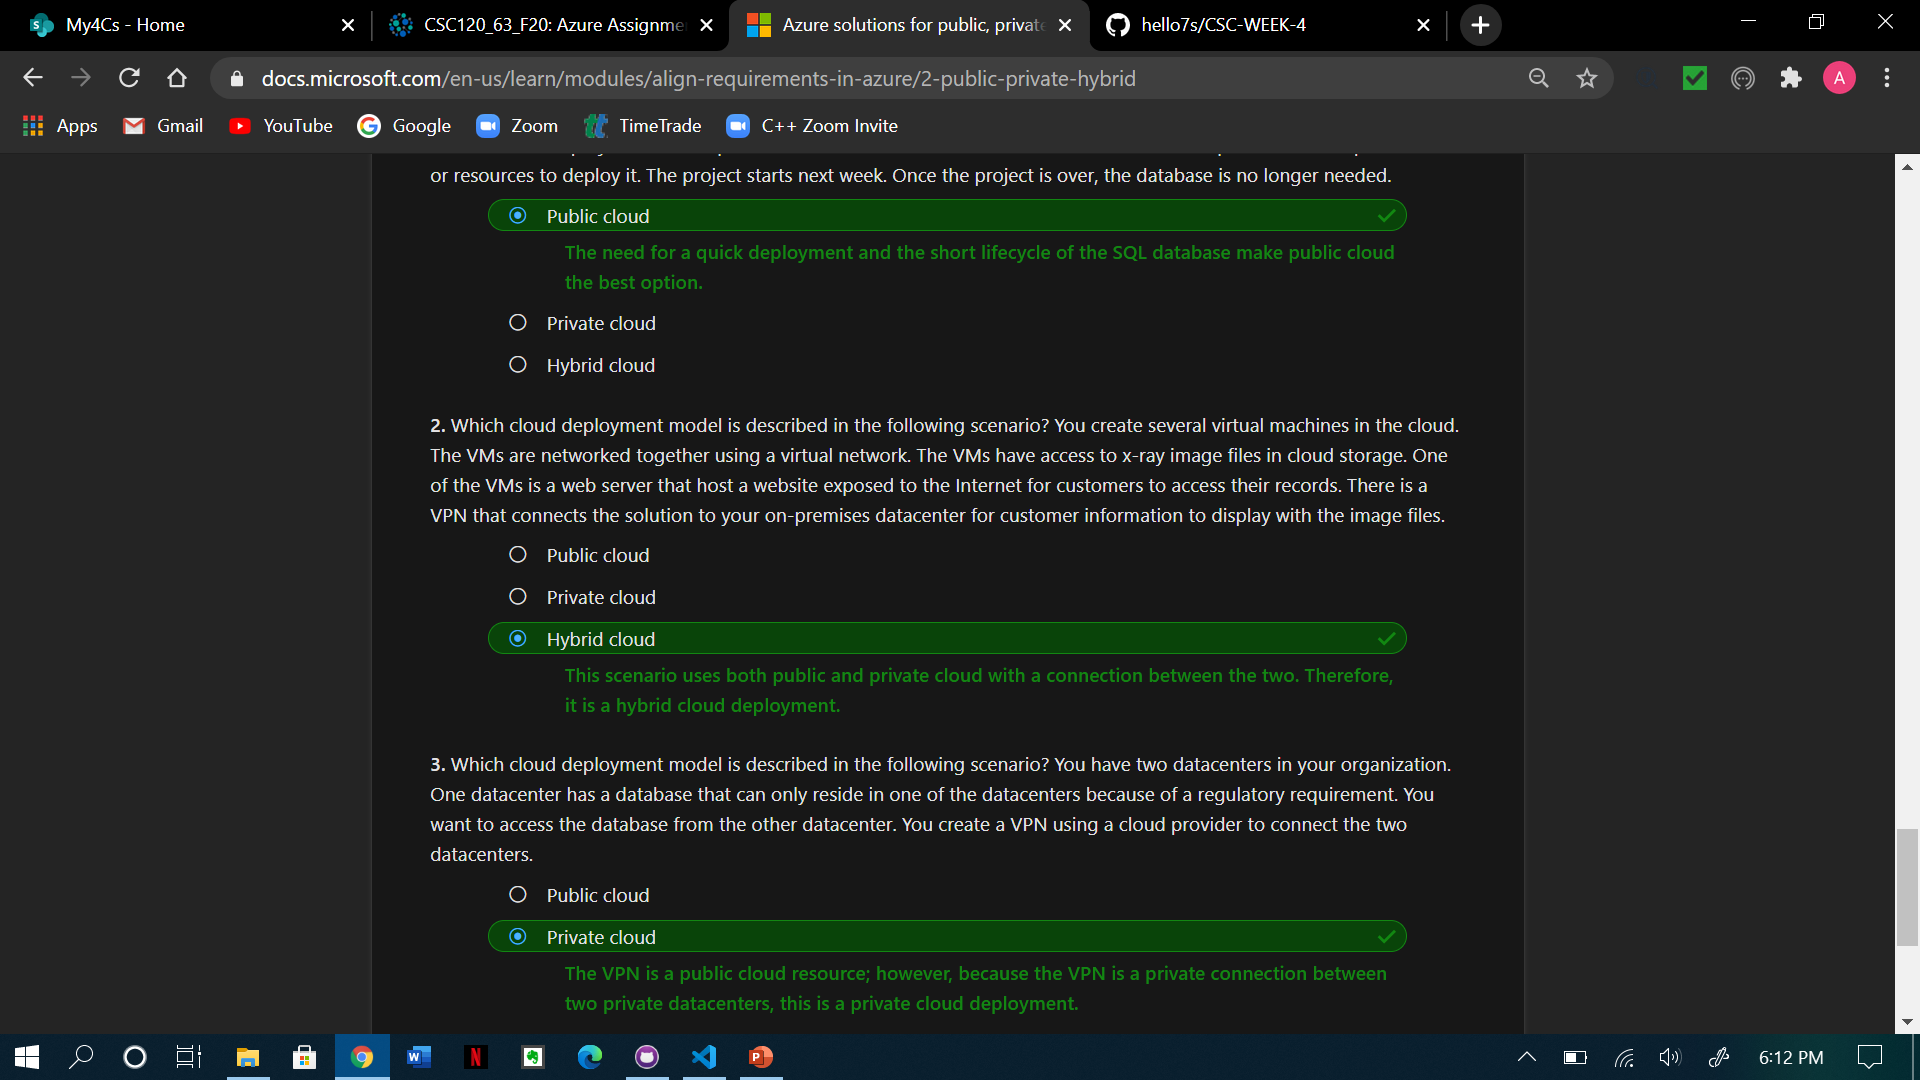 My4Cs - Home
CSC120_63_F20: Azure Assignme
Azure solutions for public, private
hello7s/CSC-WEEK-4
docs.microsoft.com/en-us/learn/modules/align-requirements-in-azure/2-public-private-hybrid
A
Apps
Gmail
YouTube
Google
Zoom
TimeTrade
C++ Zoom Invite
or resources to deploy it. The project starts next week. Once the project is over, the database is no longer needed.
Public cloud
The need for a quick deployment and the short lifecycle of the SQL database make public cloud
the best option.
Private cloud
Hybrid cloud
2. Which cloud deployment model is described in the following scenario? You create several virtual machines in the cloud.
The VMs are networked together using a virtual network. The VMs have access to x-ray image files in cloud storage. One
of the VMs is a web server that host a website exposed to the Internet for customers to access their records. There is a
VPN that connects the solution to your on-premises datacenter for customer information to display with the image files.
Public cloud
Private cloud
Hybrid cloud
This scenario uses both public and private cloud with a connection between the two. Therefore,
it is a hybrid cloud deployment.
3. Which cloud deployment model is described in the following scenario? You have two datacenters in your organization.
One datacenter has a database that can only reside in one of the datacenters because of a regulatory requirement. You
want to access the database from the other datacenter. You create a VPN using a cloud provider to connect the two
datacenters.
Public cloud
Private cloud
The VPN is a public cloud resource; however, because the VPN is a private connection between
two private datacenters, this is a private cloud deployment.
6:12 PM